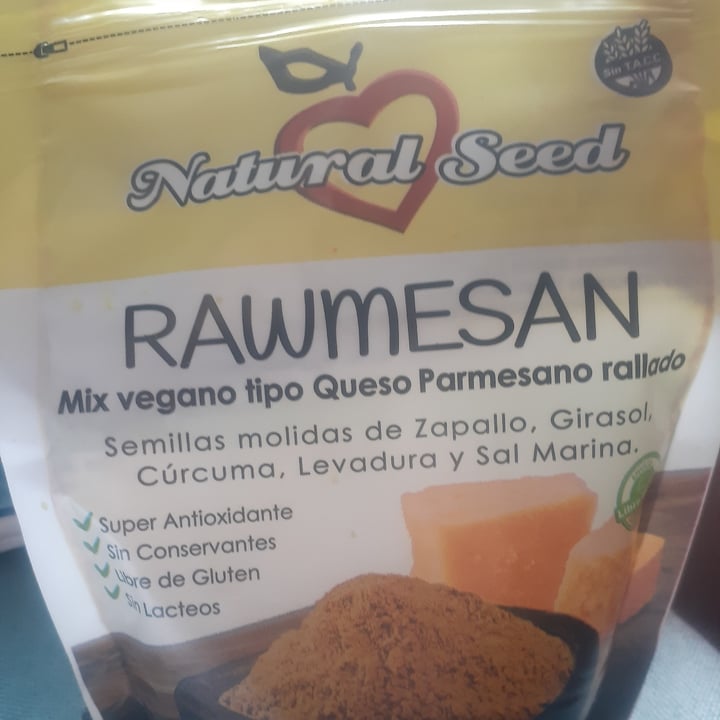 Sin T.A.C.C.
Natural Seed
RAWMESAN
Mix vegano tipo Queso Parmesano rallado
Semillas molidas de Zapallo, Girasol,
Cúrcuma, Levadura y Sal Marina.
Super Antioxidante
Sin Conservantes
Libre de Gluten
Sin Lacteos